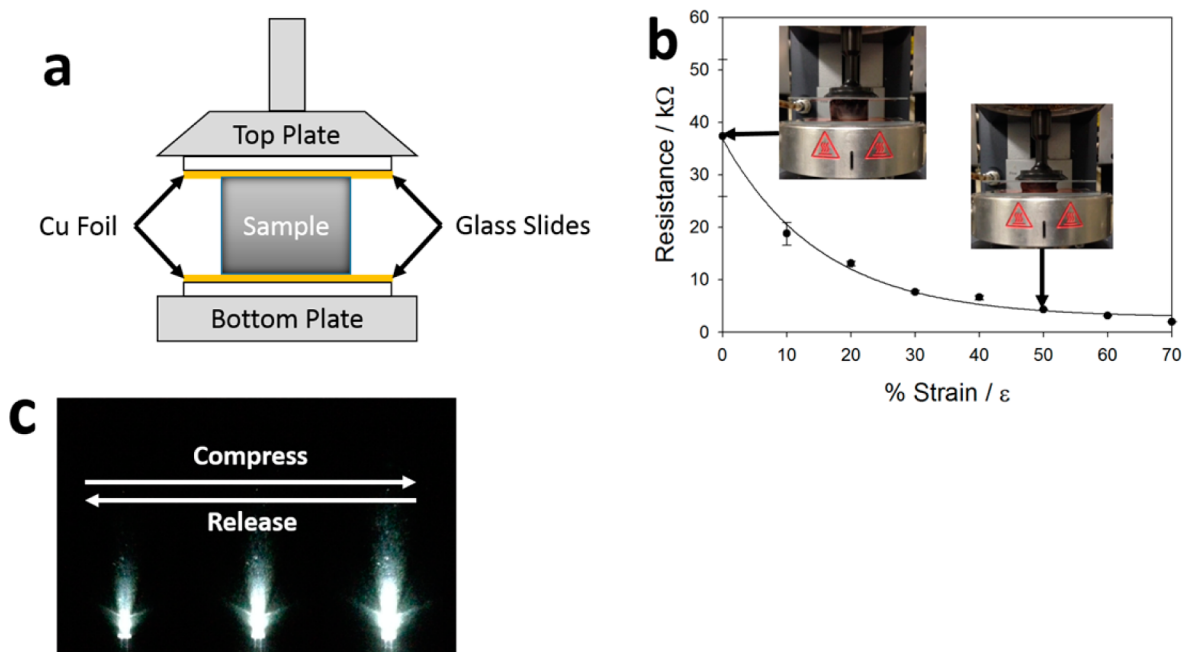 a
Top Plate
Cu Foil
Sample
Glass Slides
Bottom Plate
b
Resistance / kΩ
60
50
40
30
20
10
0
0 10 20 30 40 50 60 70
% Strain / ε
c
Compress
Release